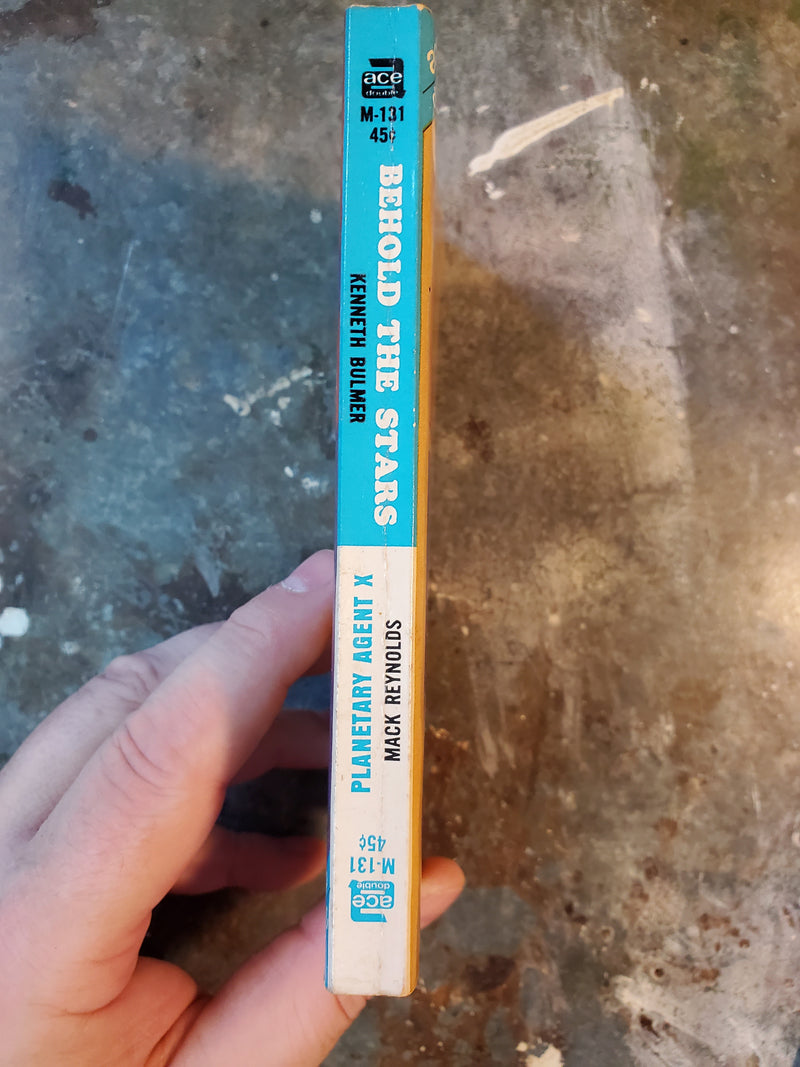 ace
double
M-131
45¢
BEHOLD THE STARS
KENNETH BULMER
PLANETARY AGENT X
MACK REYNOLDS
M-131
45¢
ace
double